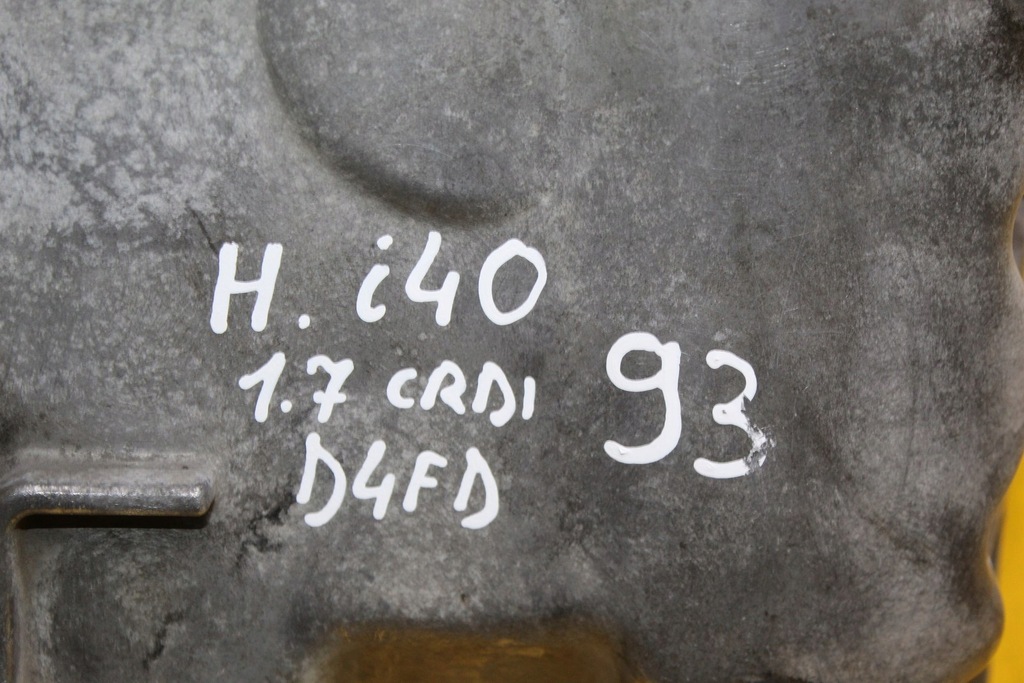 H. i40
1.7 CRDI
D4FD
93